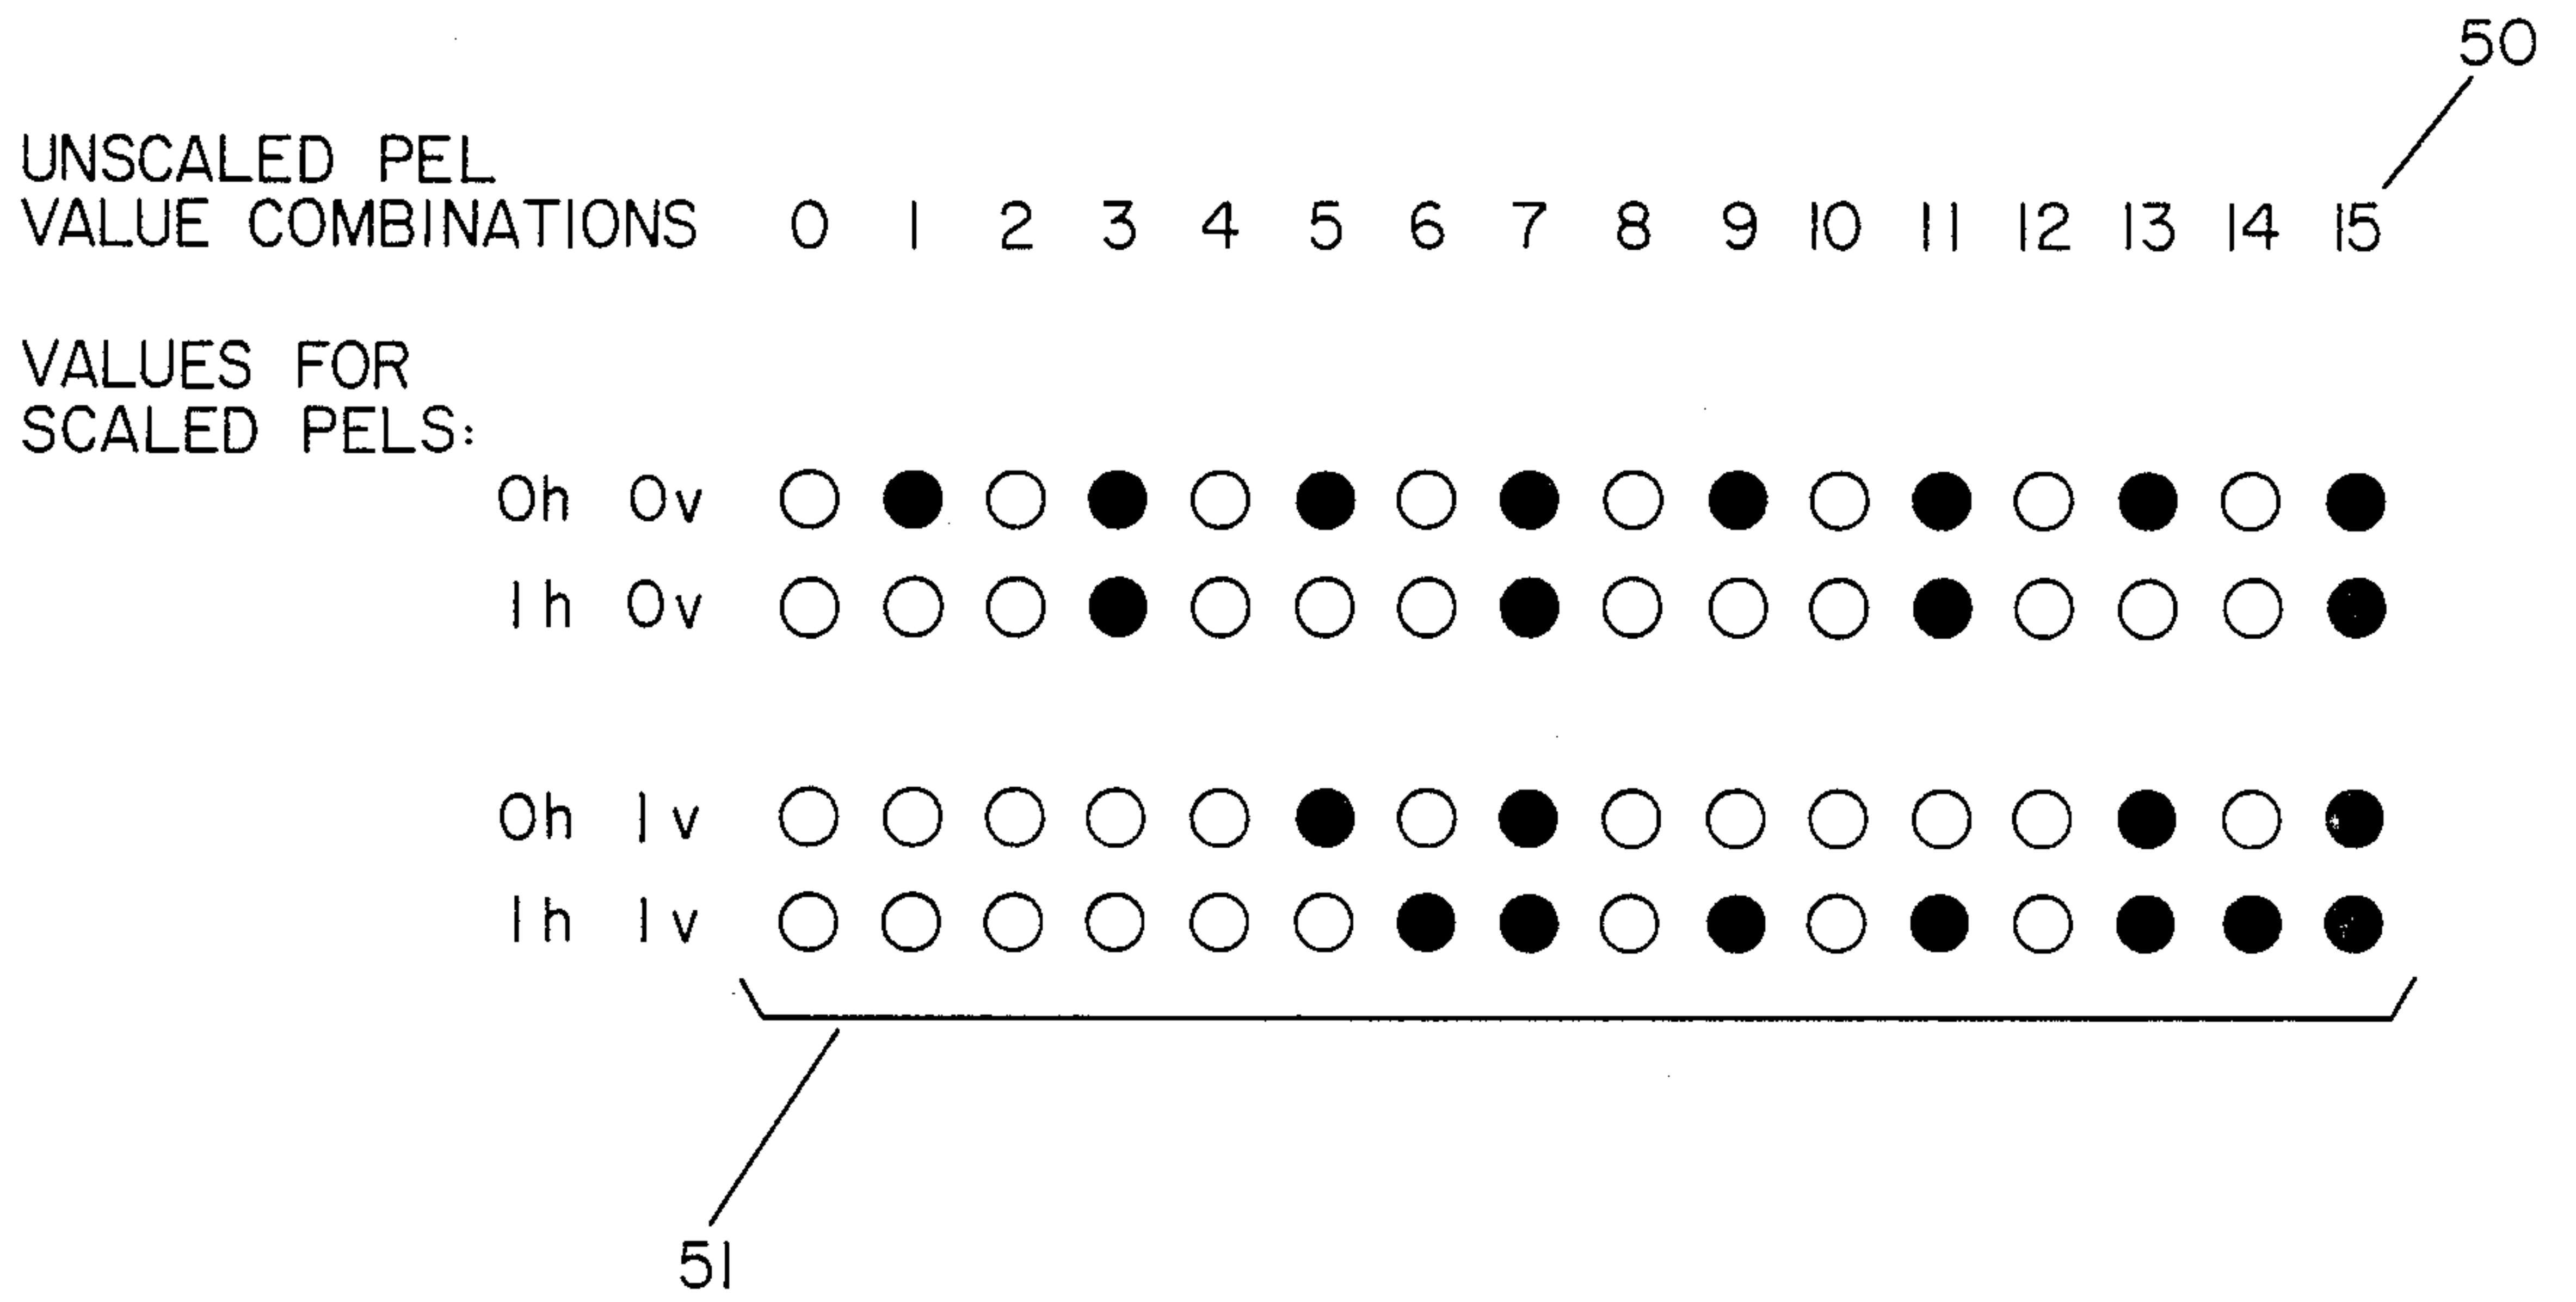 50
UNSCALED PEL
VALUE COMBINATIONS 0 1 2 3 4 5 6 7 8 9 10 11 12 13 14 15
VALUES FOR
SCALED PELS:
0h 0v
1h 0v
0h 1v
1h 1v
51